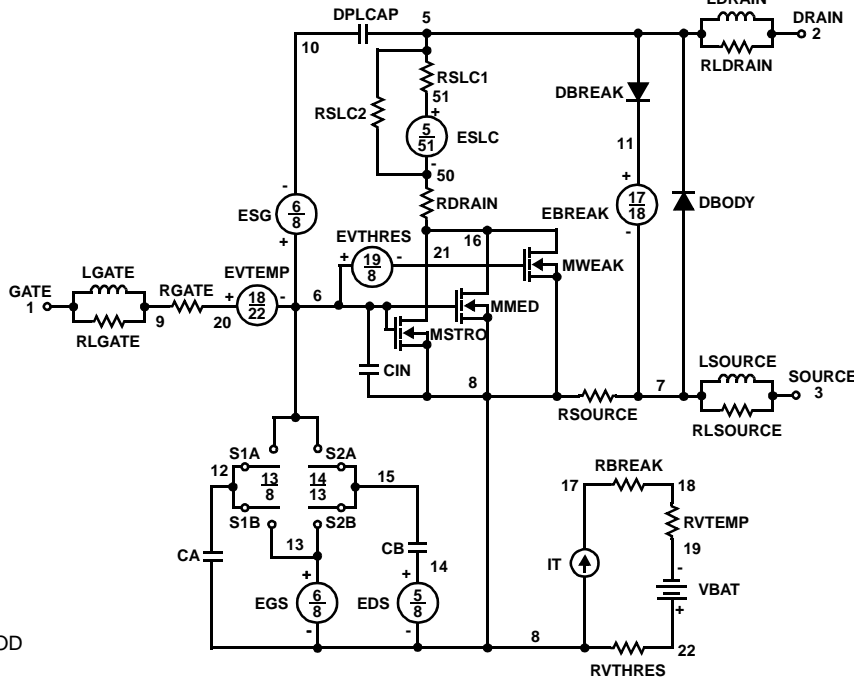 LDRAIN
DPLCAP 5 DRAIN
10 2
RSLC1 RLDRAIN
51 DBREAK
RSLC2
+
5
51 ESLC
11
-
50
- +
RDRAIN
6
8 ESG
EBREAK 17
18 DBODY
+ EVTHRES 16 -
21
+ 19
8 -
MWEAK
LGATE EVTEMP
GATE RGATE
1 + 18
22 - 6 MMED
9 20 MSTRO
RLGATE
CIN LSOURCE
8 7 SOURCE
3
RSOURCE
RLSOURCE
S1A S2A
12 13
8 14
13 15 RBREAK
17 18
S1B S2B RVTEMP
13 CB 19
CA 14 IT -
+ + VBAT
EGS 6
8 EDS 5
8 +
- - 8 22
RVTHRES
DD